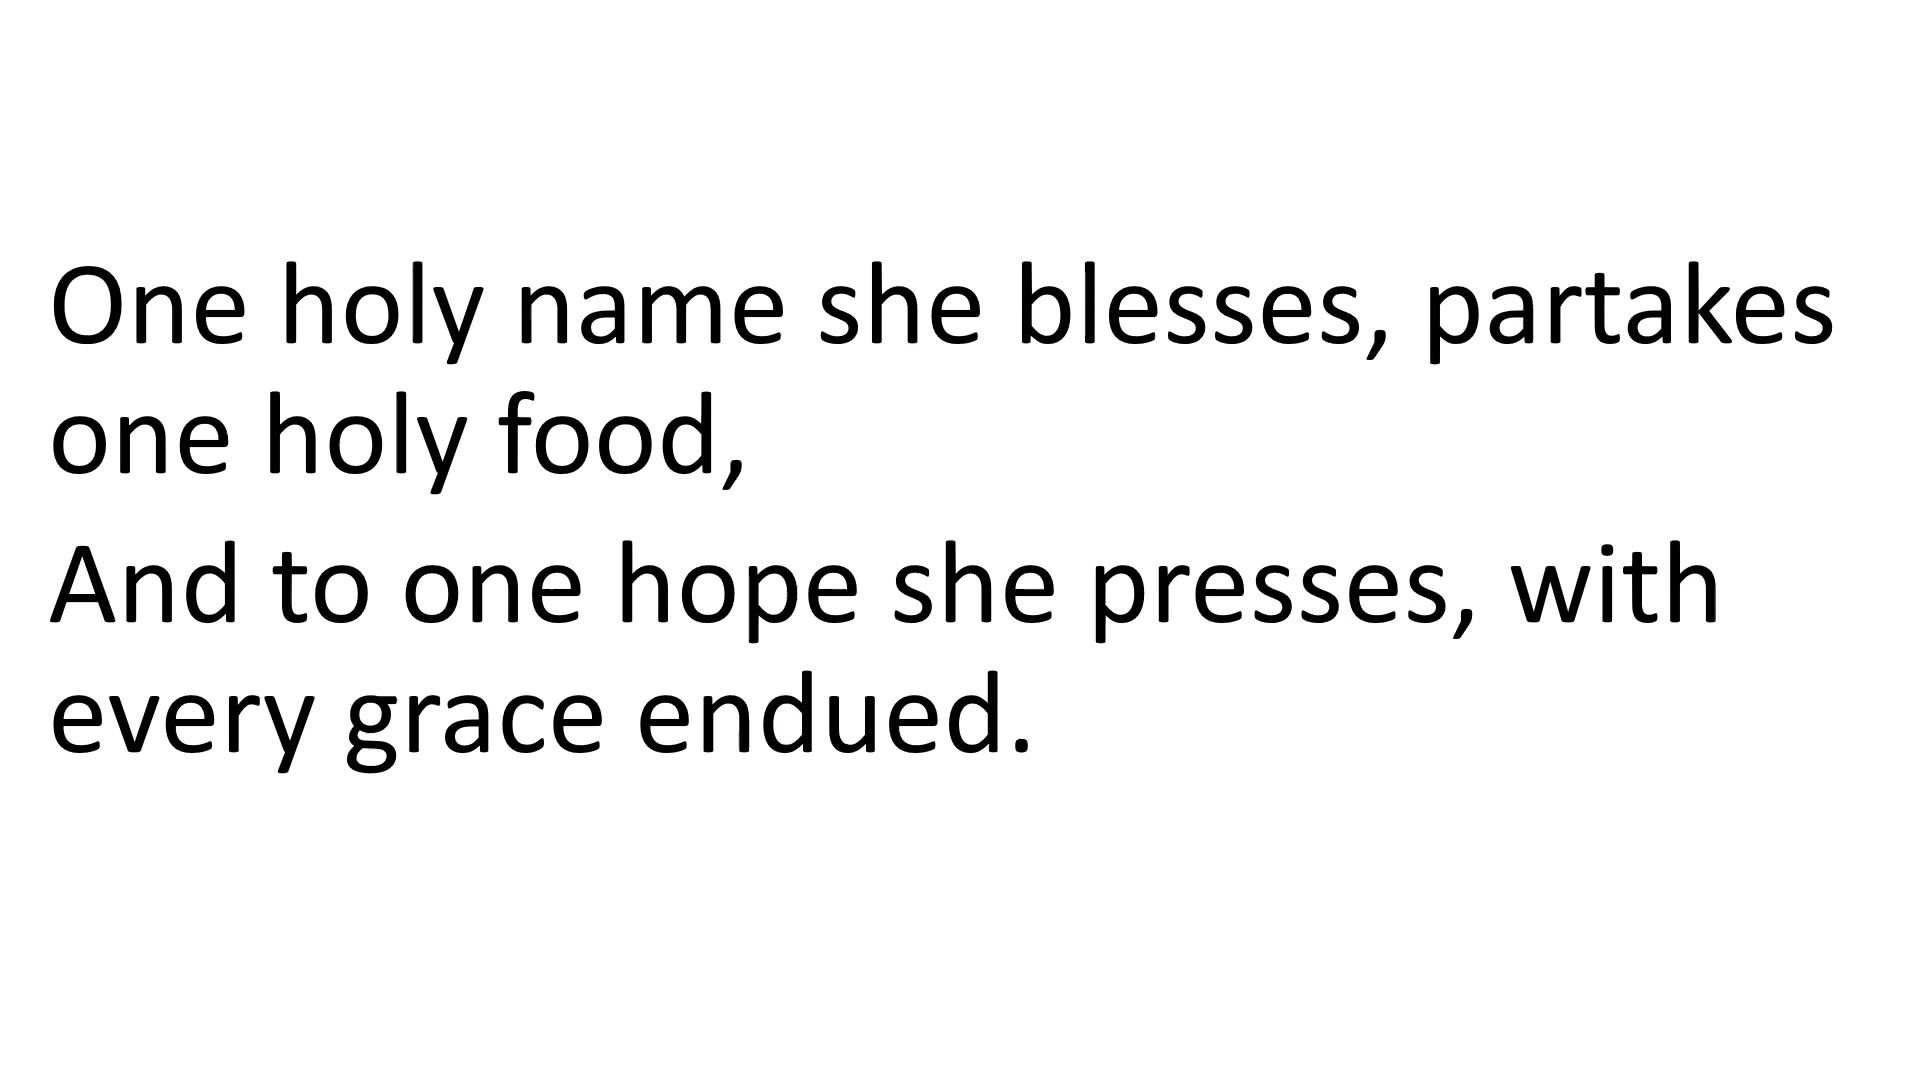 One holy name she blesses, partakes
one holy food,
And to one hope she presses, with
every grace endued.